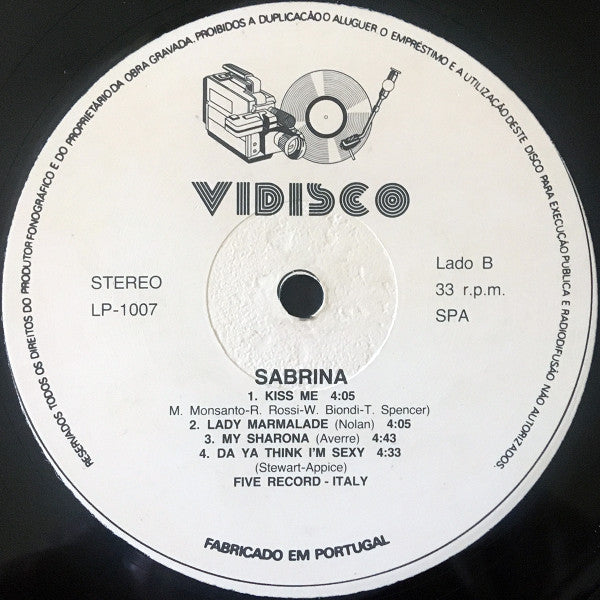 RESERVADOS TODOS OS DIREITOS DO PRODUTOR FONOGRÁFICO E DO PROPRIETÁRIO DA OBRA GRAVADA. PROIBIDOS A DUPLICAÇÃO O ALUGUER O EMPRÉSTIMO E A UTILIZAÇÃO DESTE DISCO PARA EXECUÇÃO PÚBLICA E RADIODIFUSÃO NÃO AUTORIZADOS.
VIDISCO
STEREO
LP-1007
Lado B
33 r.p.m.
SPA
SABRINA
1. KISS ME 4:05
M. Monsanto-R. Rossi-W. Biondi-T. Spencer)
2. LADY MARMALADE (Nolan) 4:05
3. MY SHARONA (Averre) 4:43
4. DA YA THINK I'M SEXY 4:33
(Stewart-Appice)
FIVE RECORD - ITALY
FABRICADO EM PORTUGAL